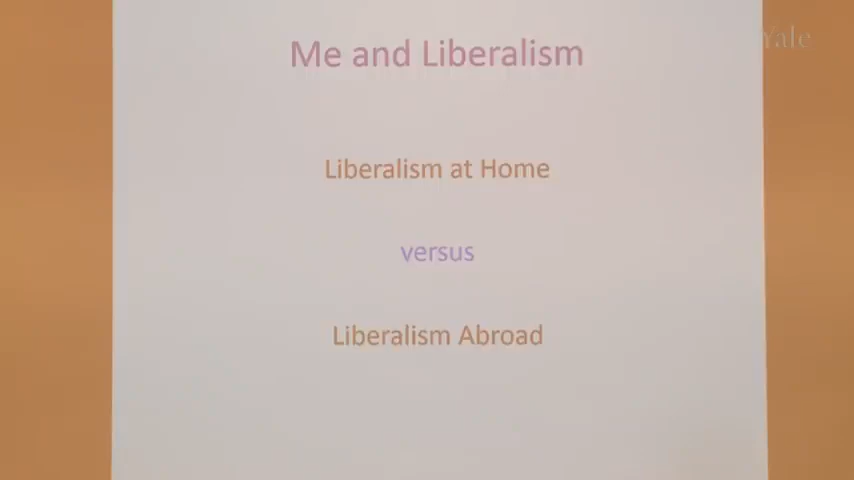 Yale
Me and Liberalism
Liberalism at Home
versus
Liberalism Abroad